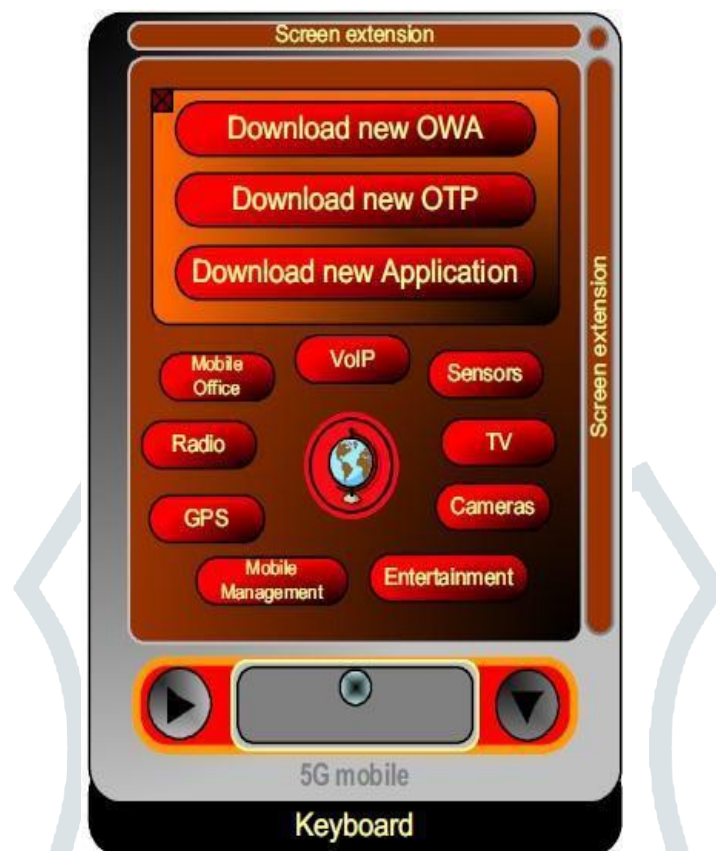 Screen extension
Download new OWA
Download new OTP
Download new Application
Screen extension
VoIP
Mobile
Office
Sensors
Radio
TV
GPS
Cameras
Mobile
Management
Entertainment
5G mobile
Keyboard